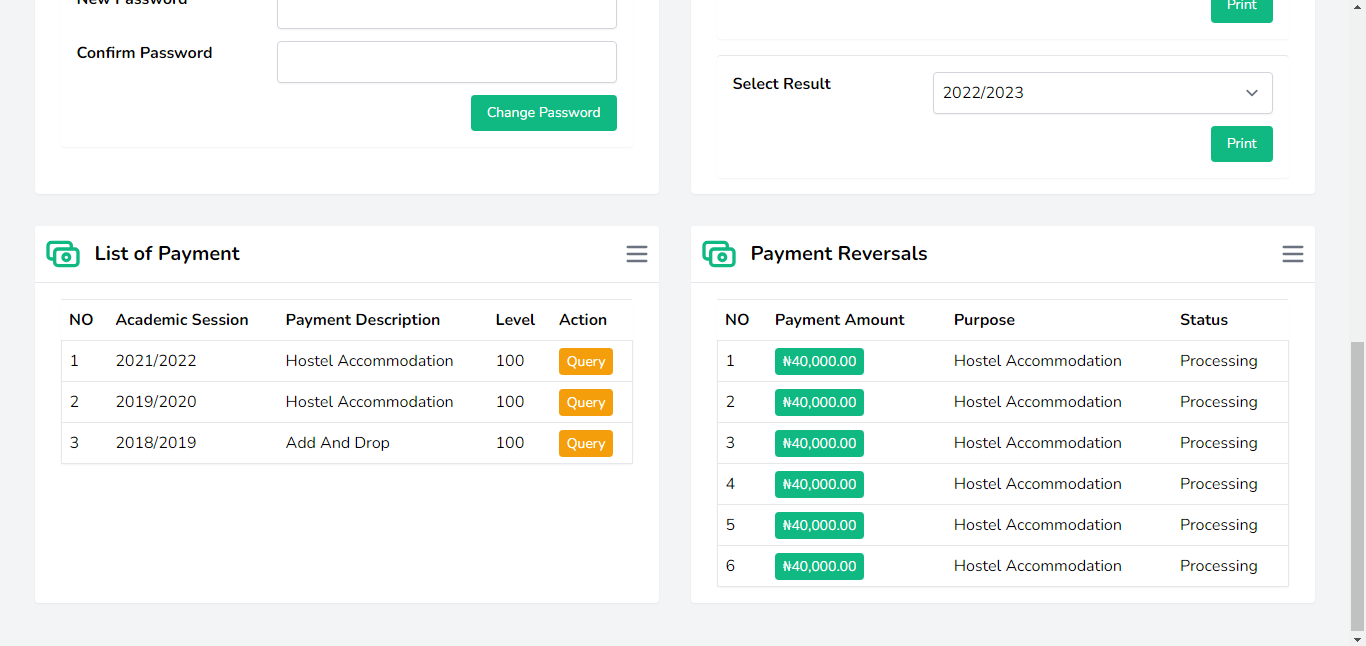 New Password
Confirm Password
Change Password
Print
Select Result 2022/2023
Print
List of Payment
NO Academic Session Payment Description Level Action
1 2021/2022 Hostel Accommodation 100 Query
2 2019/2020 Hostel Accommodation 100 Query
3 2018/2019 Add And Drop 100 Query
Payment Reversals
NO Payment Amount Purpose Status
1 ₦40,000.00 Hostel Accommodation Processing
2 ₦40,000.00 Hostel Accommodation Processing
3 ₦40,000.00 Hostel Accommodation Processing
4 ₦40,000.00 Hostel Accommodation Processing
5 ₦40,000.00 Hostel Accommodation Processing
6 ₦40,000.00 Hostel Accommodation Processing